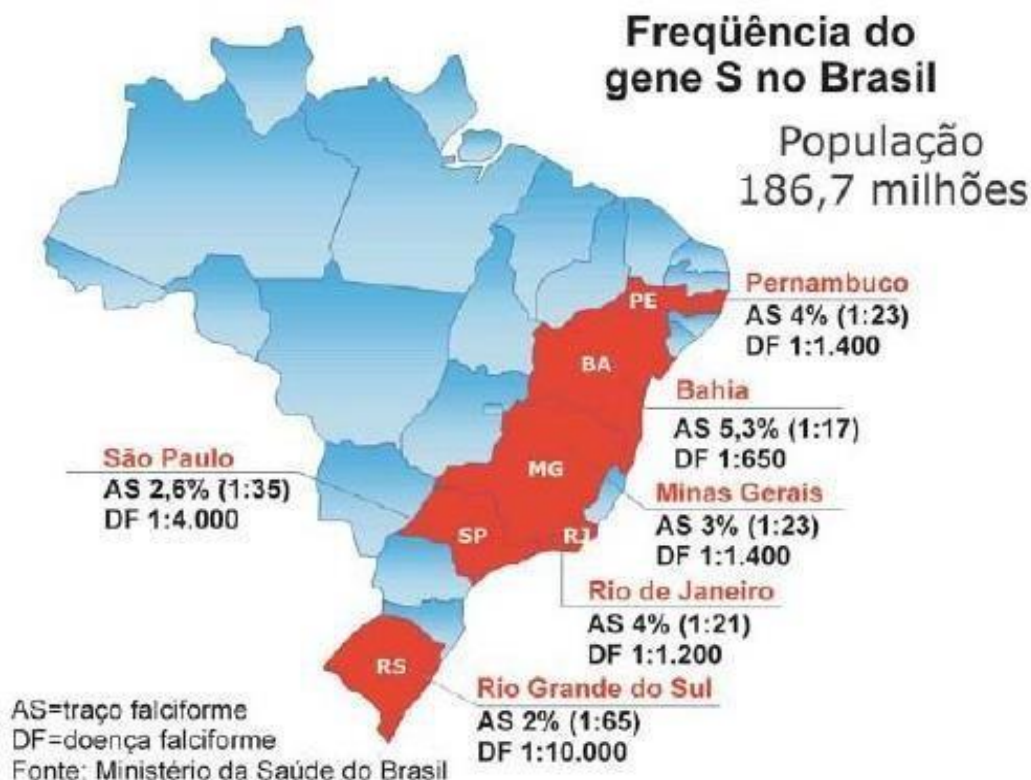 Freqüência do
gene S no Brasil
População
186,7 milhões
PE
Pernambuco
AS 4% (1:23)
DF 1:1.400
BA
Bahia
AS 5,3% (1:17)
DF 1:650
São Paulo
AS 2,6% (1:35)
DF 1:4.000
MG
Minas Gerais
AS 3% (1:23)
DF 1:1.400
SP
RJ
Rio de Janeiro
AS 4% (1:21)
DF 1:1.200
RS
Rio Grande do Sul
AS 2% (1:65)
DF 1:10.000
AS=traço falciforme
DF=doença falciforme
Fonte: Ministério da Saúde do Brasil